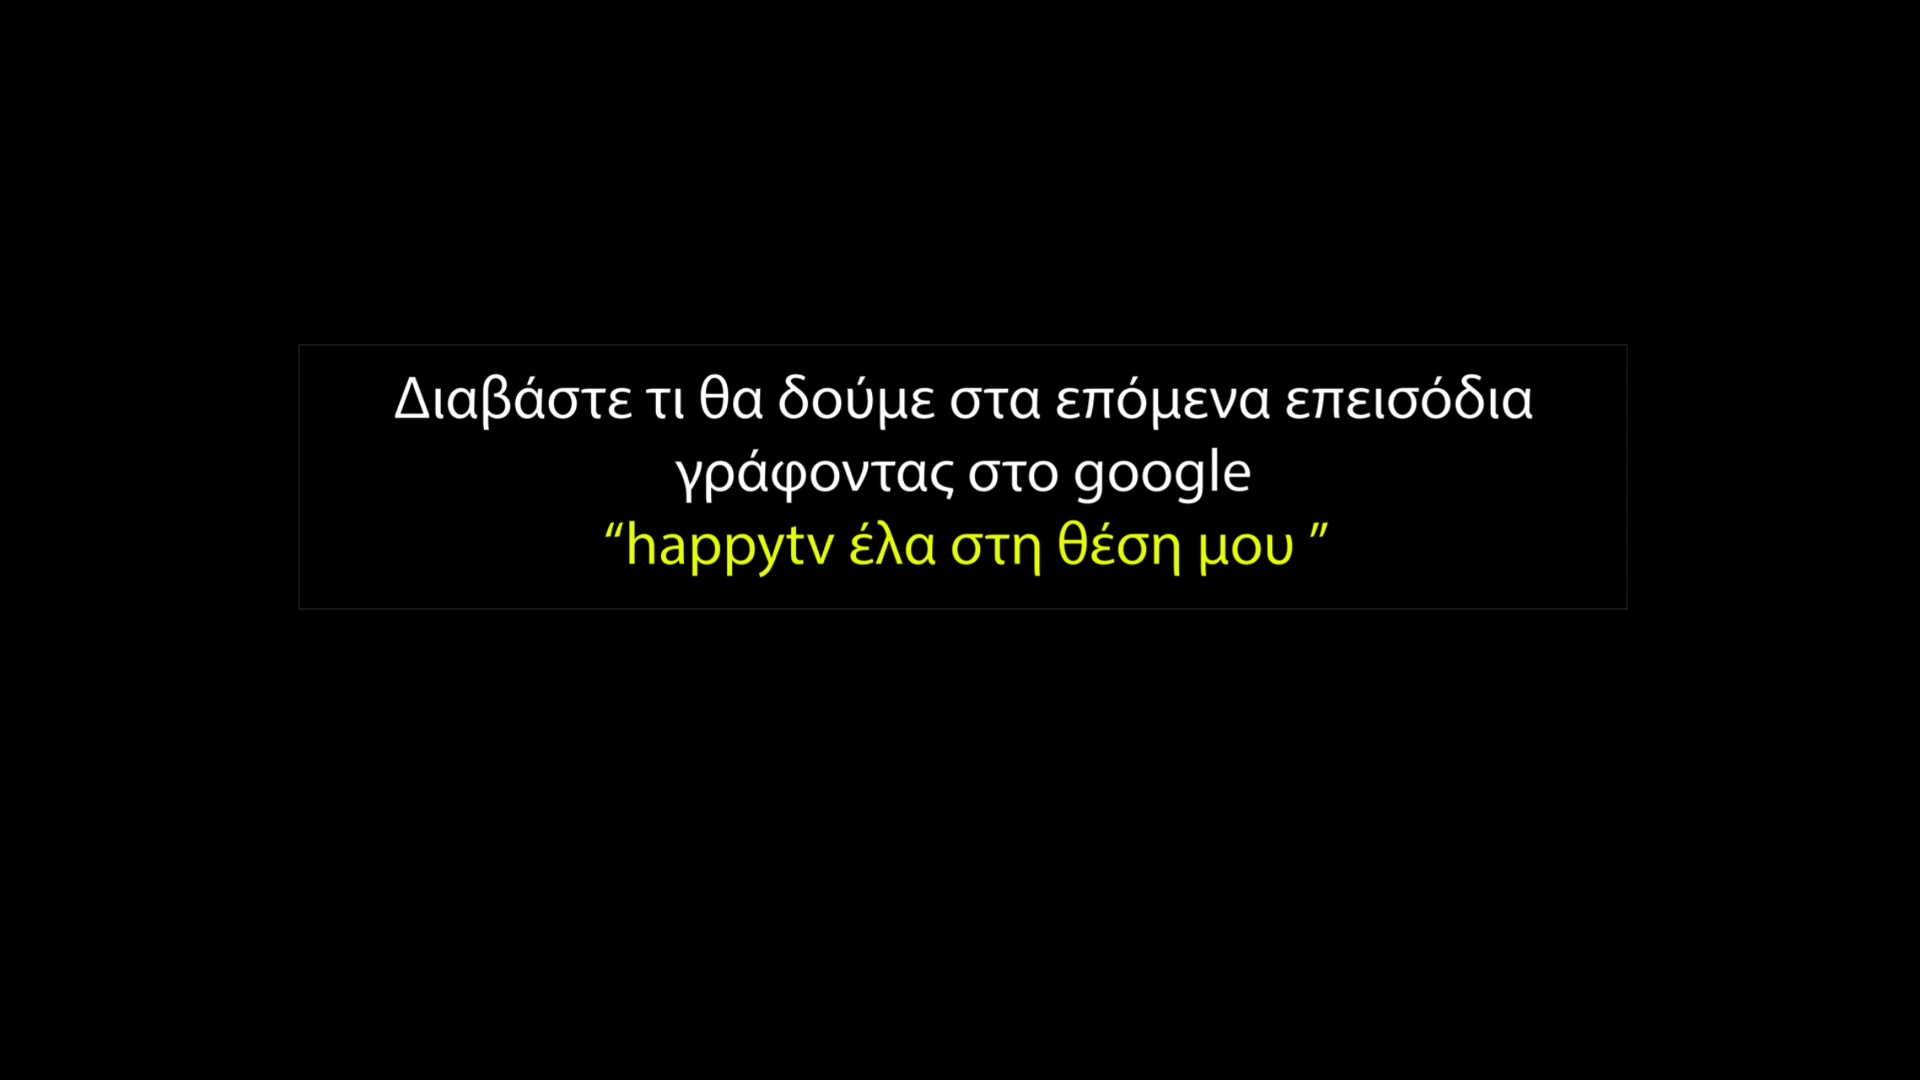 Διαβάστε τι θα δούμε στα επόμενα επεισόδια
γράφοντας στο google
“happytv έλα στη θέση μου ”